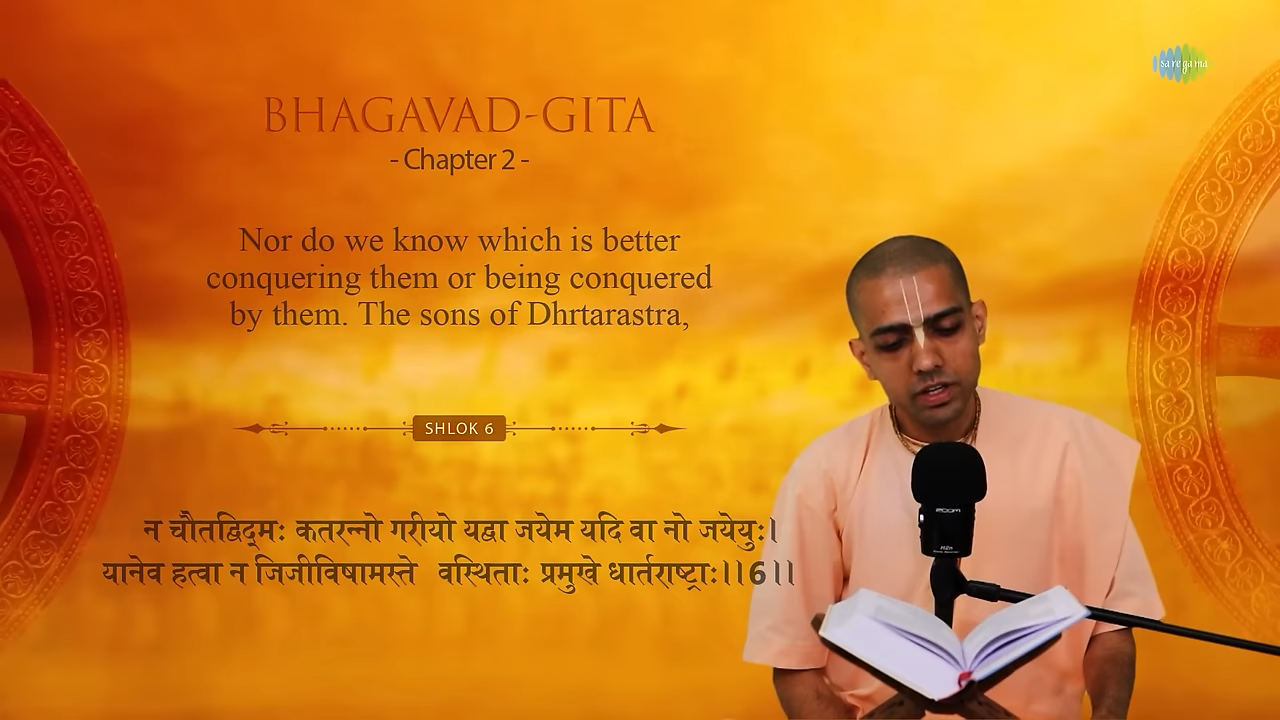 saregama
BHAGAVAD-GITA
- Chapter 2 -
Nor do we know which is better
conquering them or being conquered
by them. The sons of Dhrtarastra,
SHLOK 6
न चौतद्विद्मः कतरन्नो गरीयो यद्वा जयेम यदि वा नो जयेयुः।
यानेव हत्वा न जिजीविषामस्ते वस्थिताः प्रमुखे धार्तराष्ट्राः।।6।।
ZOOM
H2n